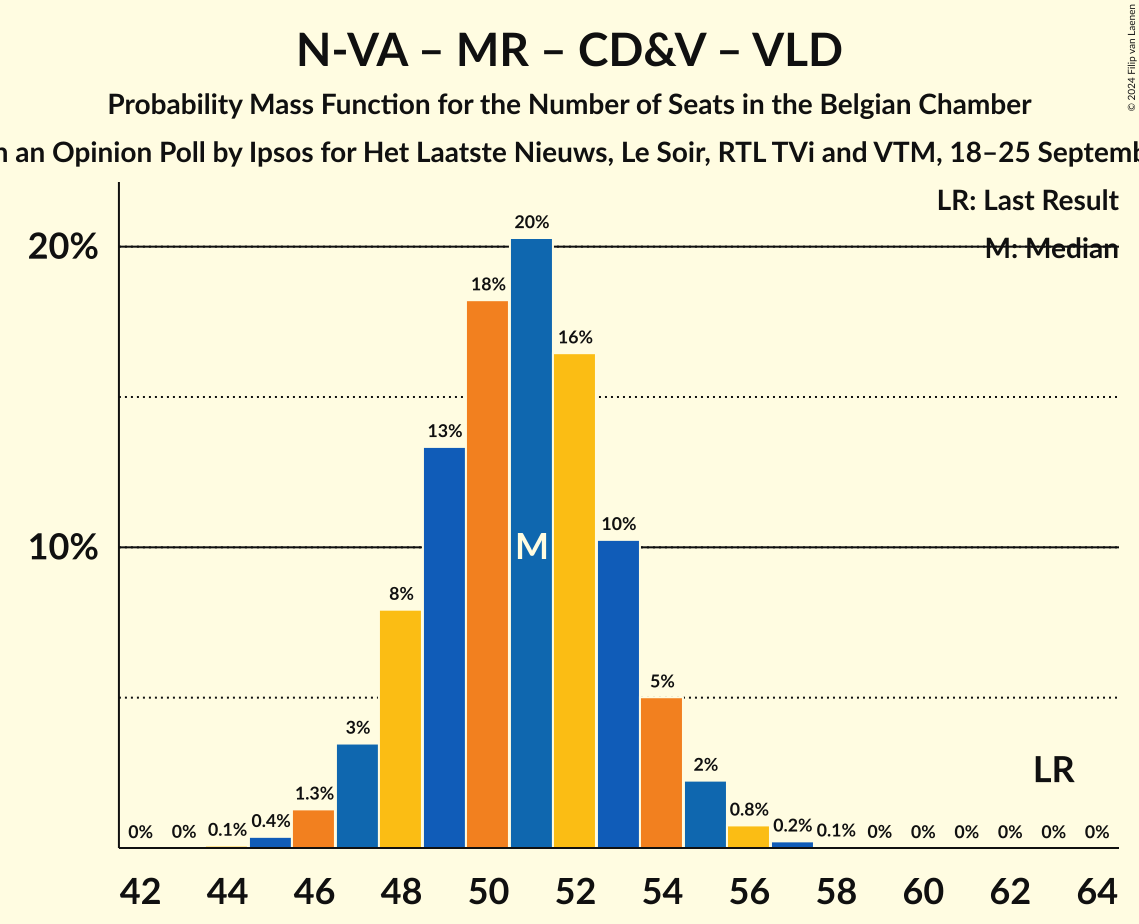 N-VA – MR – CD&V – VLD
Probability Mass Function for the Number of Seats in the Belgian Chamber
an Opinion Poll by Ipsos for Het Laatste Nieuws, Le Soir, RTL TVi and VTM, 18–25
© 2024 Filip van Laenen
LR: Last Result
M: Median
20%
10%
0% 0% 0.1% 0.4% 1.3% 3% 8% 13% 18% 20% 16% 10% 5% 2% 0.8% 0.2% 0.1% 0% 0% 0% 0% 0% 0%
M
LR
42 44 46 48 50 52 54 56 58 60 62 64